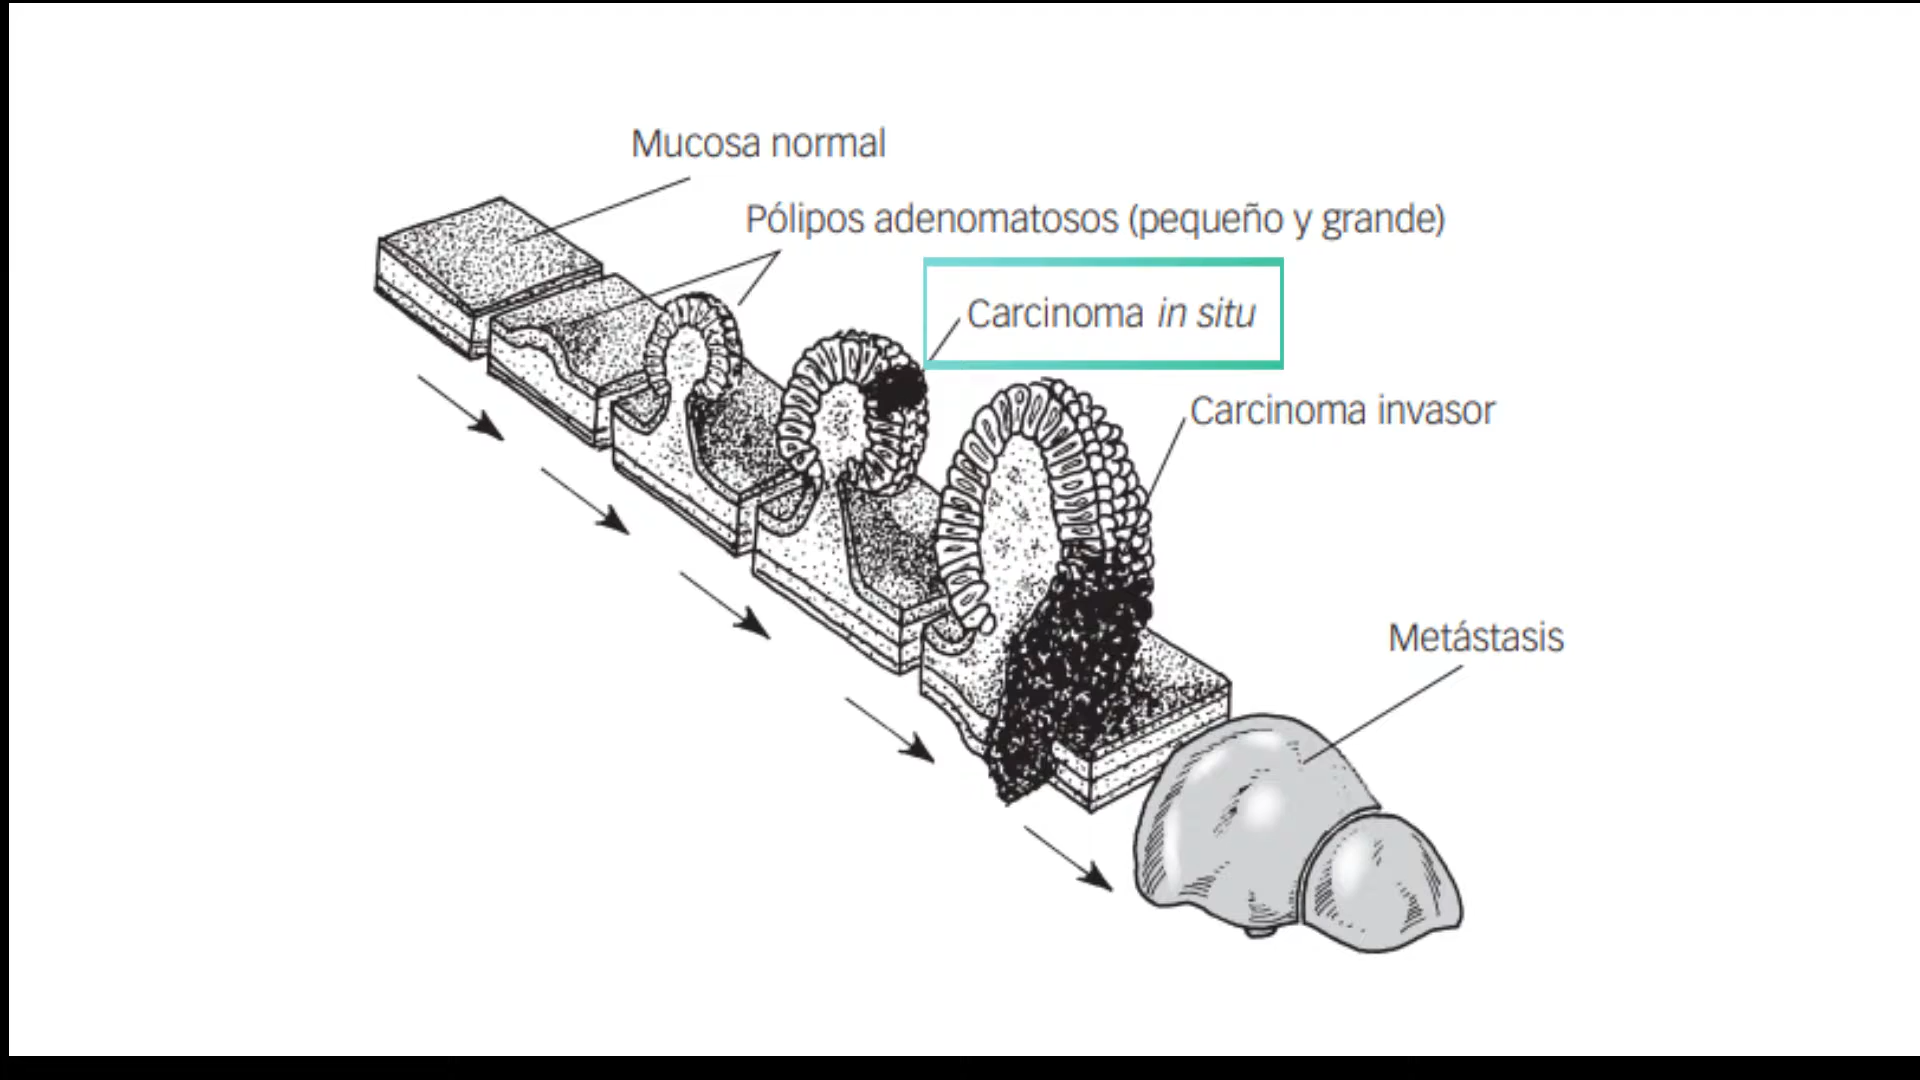 Mucosa normal
Pólipos adenomatosos (pequeño y grande)
Carcinoma in situ
Carcinoma invasor
Metástasis